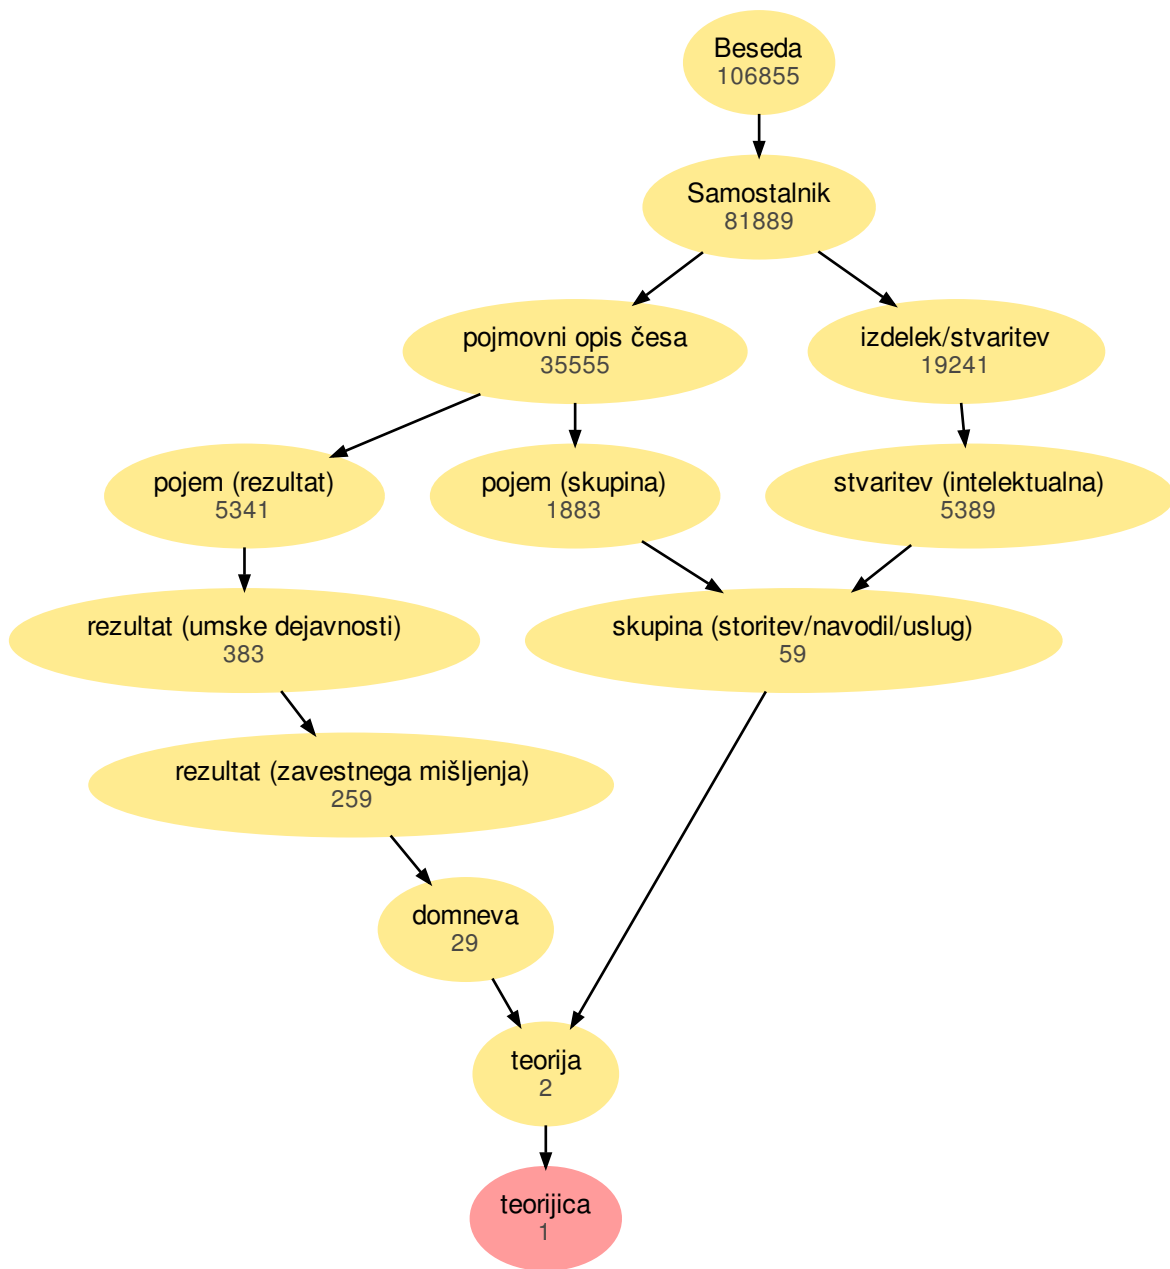 Beseda
106855
Samostalnik
81889
pojmovni opis česa
35555
izdelek/stvaritev
19241
pojem (rezultat)
5341
pojem (skupina)
1883
stvaritev (intelektualna)
5389
rezultat (umske dejavnosti)
383
skupina (storitev/navodil/uslug)
59
rezultat (zavestnega mišljenja)
259
domneva
29
teorija
2
teorijica
1